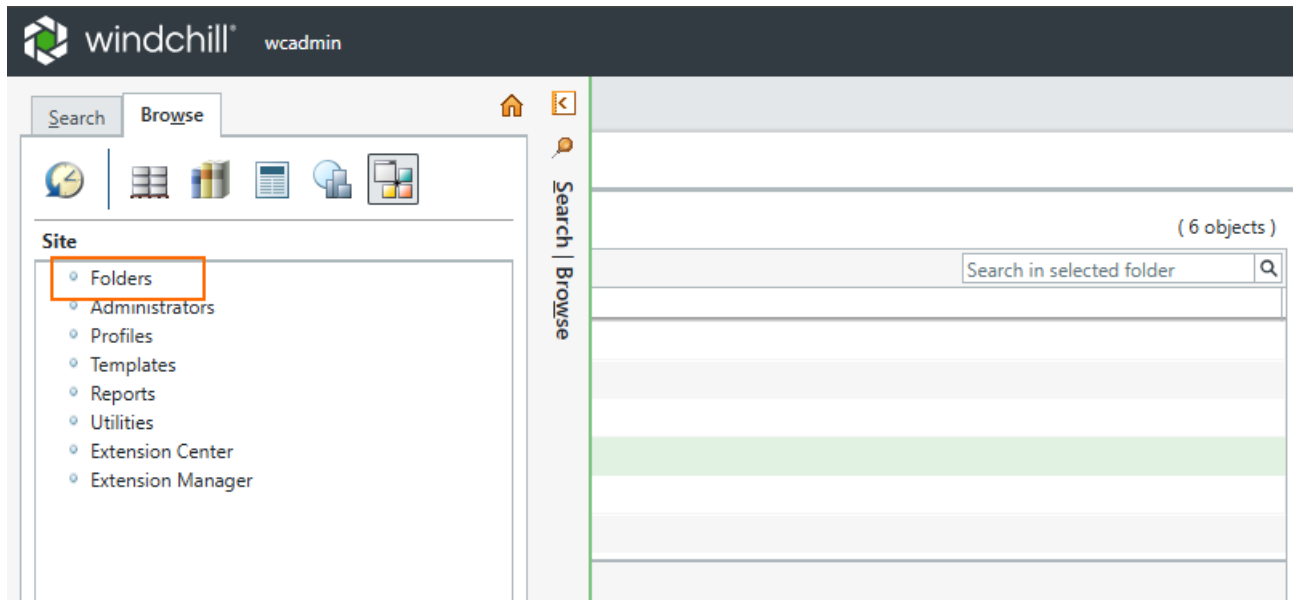 windchill® wcadmin
Search Browse
Site
Folders
Administrators
Profiles
Templates
Reports
Utilities
Extension Center
Extension Manager
Search | Browse
( 6 objects )
Search in selected folder